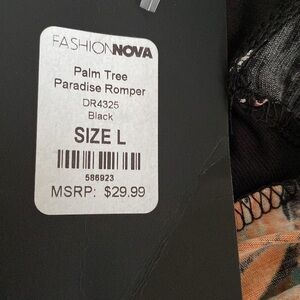 FASHIONNOVA
Palm Tree
Paradise Romper
DR4325
Black
SIZE L
586923
MSRP: $29.99